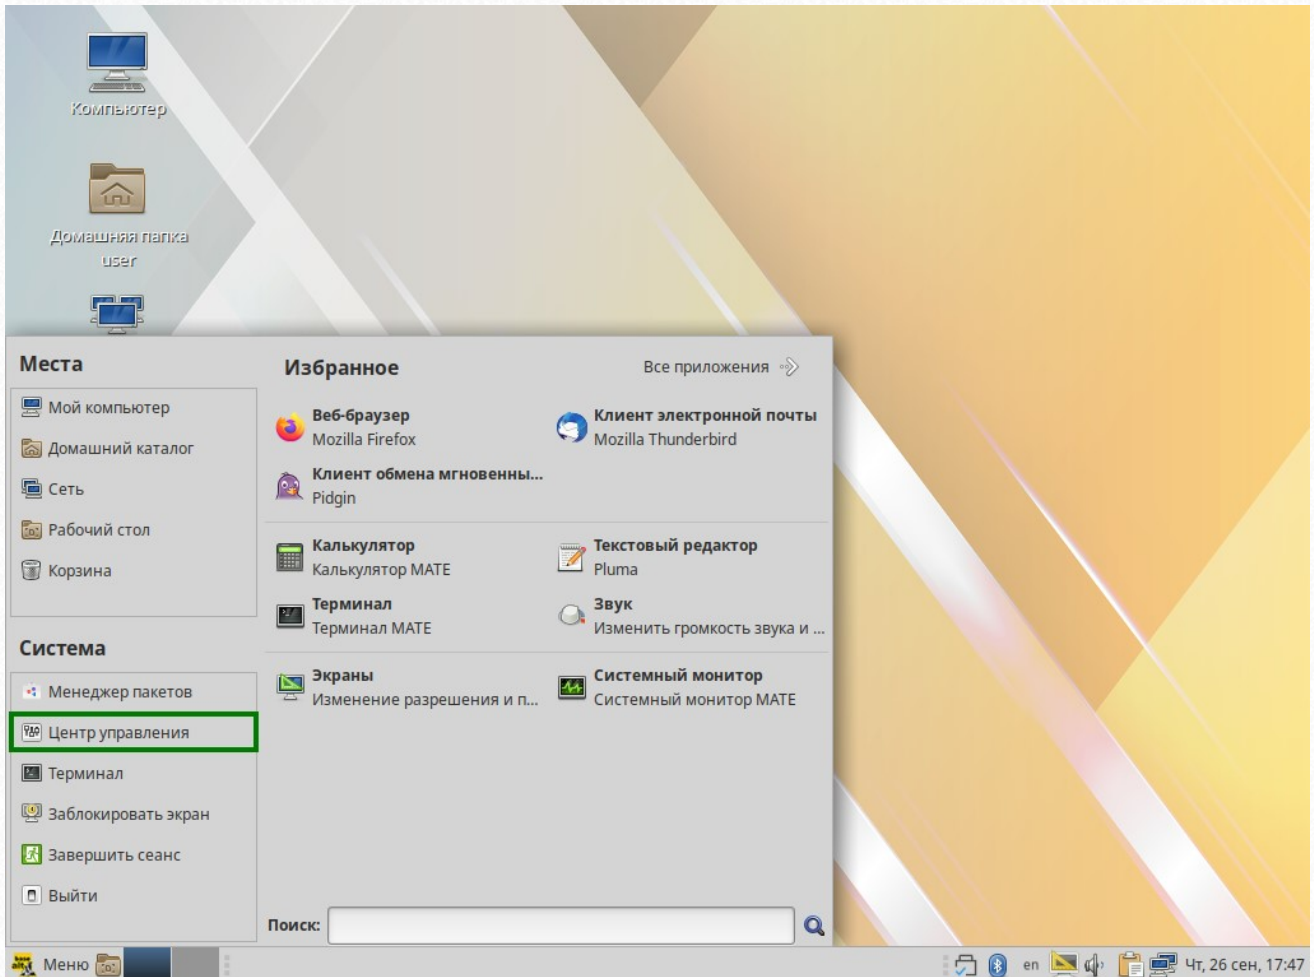 Компьютер
Домашняя папка
user
Места
Мой компьютер
Домашний каталог
Сеть
Рабочий стол
Корзина
Система
Менеджер пакетов
Центр управления
Терминал
Заблокировать экран
Завершить сеанс
Выйти
Избранное
Все приложения
Веб-браузер
Mozilla Firefox
Клиент электронной почты
Mozilla Thunderbird
Клиент обмена мгновенны...
Pidgin
Калькулятор
Калькулятор MATE
Текстовый редактор
Pluma
Терминал
Терминал MATE
Звук
Изменить громкость звука и ...
Экраны
Изменение разрешения и п...
Системный монитор
Системный монитор MATE
Поиск:
base
alt
Меню
en
Чт, 26 сен, 17:47